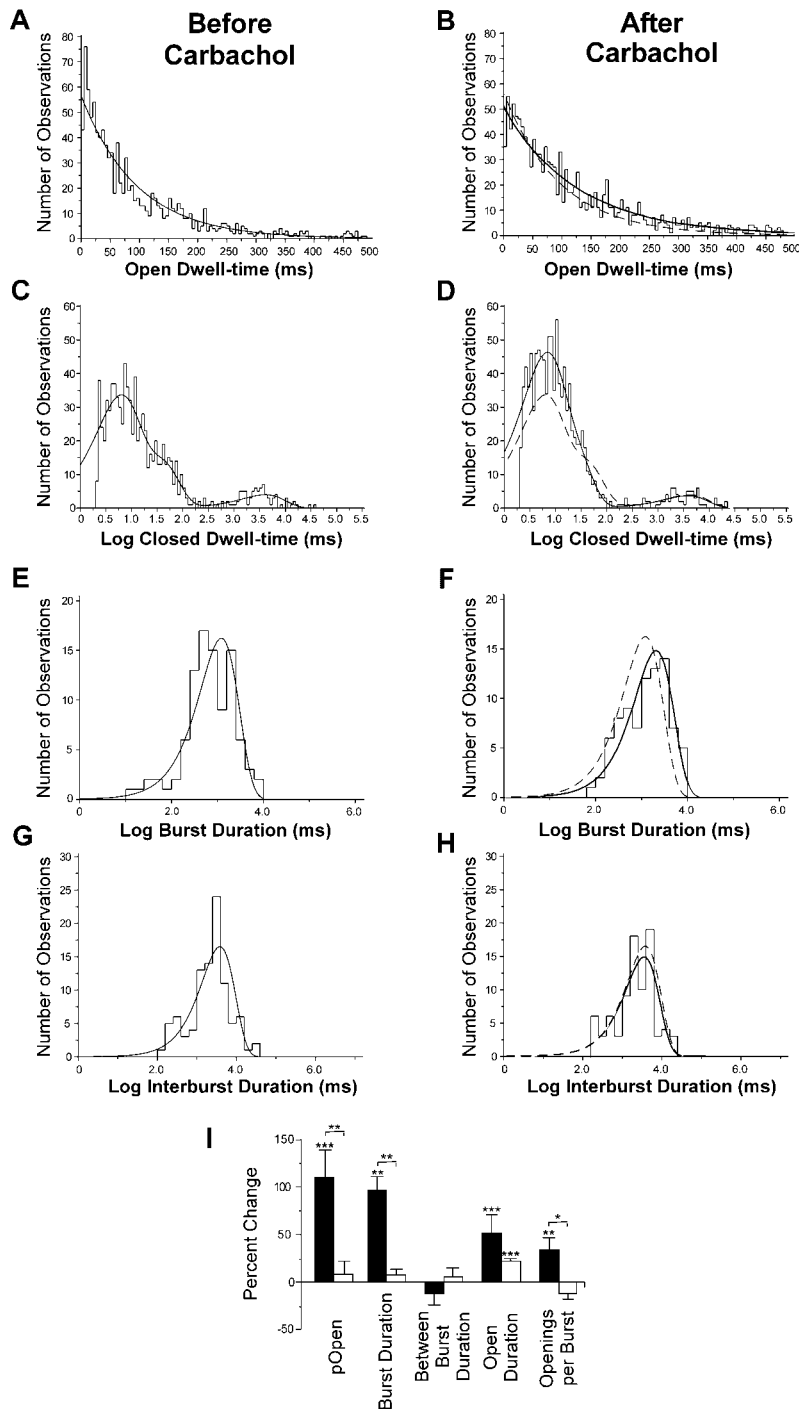 A
Before
Carbachol
B
After
Carbachol
Number of Observations
80
70
60
50
40
30
20
10
0
0 50 100 150 200 250 300 350 400 450 500
Open Dwell-time (ms)
Number of Observations
80
70
60
50
40
30
20
10
0
0 50 100 150 200 250 300 350 400 450 500
Open Dwell-time (ms)
C
Number of Observations
60
50
40
30
20
10
0
0 0.5 1.0 1.5 2.0 2.5 3.0 3.5 4.0 4.5 5.0 5.5
Log Closed Dwell-time (ms)
D
Number of Observations
60
50
40
30
20
10
0
0 0.5 1.0 1.5 2.0 2.5 3.0 3.5 4.0 4.5 5.0 5.5
Log Closed Dwell-time (ms)
E
Number of Observations
20
15
10
5
0
0 2.0 4.0 6.0
Log Burst Duration (ms)
F
Number of Observations
20
15
10
5
0
0 2.0 4.0 6.0
Log Burst Duration (ms)
G
Number of Observations
30
25
20
15
10
5
0
0 2.0 4.0 6.0
Log Interburst Duration (ms)
H
Number of Observations
30
25
20
15
10
5
0
0 2.0 4.0 6.0
Log Interburst Duration (ms)
I
Percent Change
150
100
50
0
-50
**
***
**
**
***
***
*
**
pOpen
Burst Duration
Between
Burst
Duration
Open
Duration
Openings
per Burst